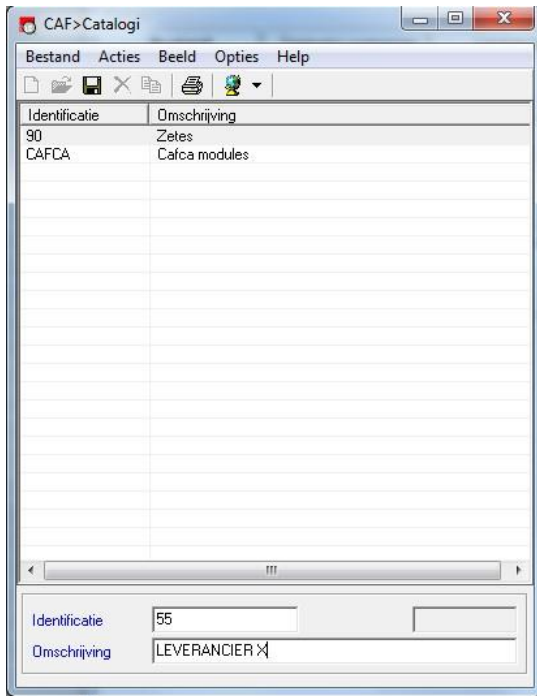 CAF>Catalogi
Bestand Acties Beeld Opties Help
Identificatie Omschrijving
90 Zetes
CAFCA Cafca modules
Identificatie 55
Omschrijving LEVERANCIER X